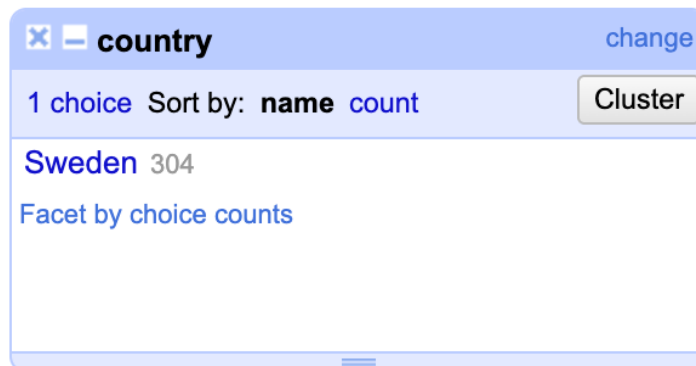 country change
1 choice Sort by: name count Cluster
Sweden 304
Facet by choice counts